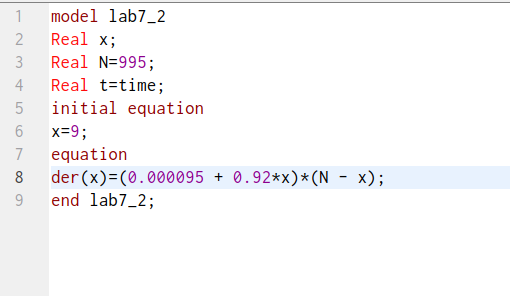 1 model lab7_2
2 Real x;
3 Real N=995;
4 Real t=time;
5 initial equation
6 x=9;
7 equation
8 der(x)=(0.000095 + 0.92*x)*(N - x);
9 end lab7_2;